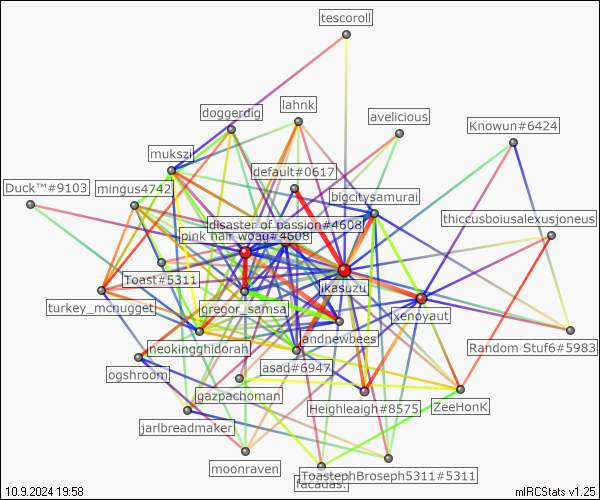 tescoroll
lahnk
doggerdig
avelicious
Knowun#6424
mukszi
default#0617
Duck™#9103
mingus4742
bigcitysamurai
thiccusboiusalexusjoneus
disaster of passion#4608
pink hair woag#4608
Toast#5311
jikasuzu
turkey_mcnugget
gregor_samsa
xenoyaut
andnewbees
neokinghidorah
Random Stuf6#5983
asad#6947
ogshroom
gazpachoman
Heighleaigh#8575
ZeeHonK
jarlbreadmaker
moonraven
ToastephBroseph5311#5311
facadas.
10.9.2024 19:58
mIRCStats v1.25